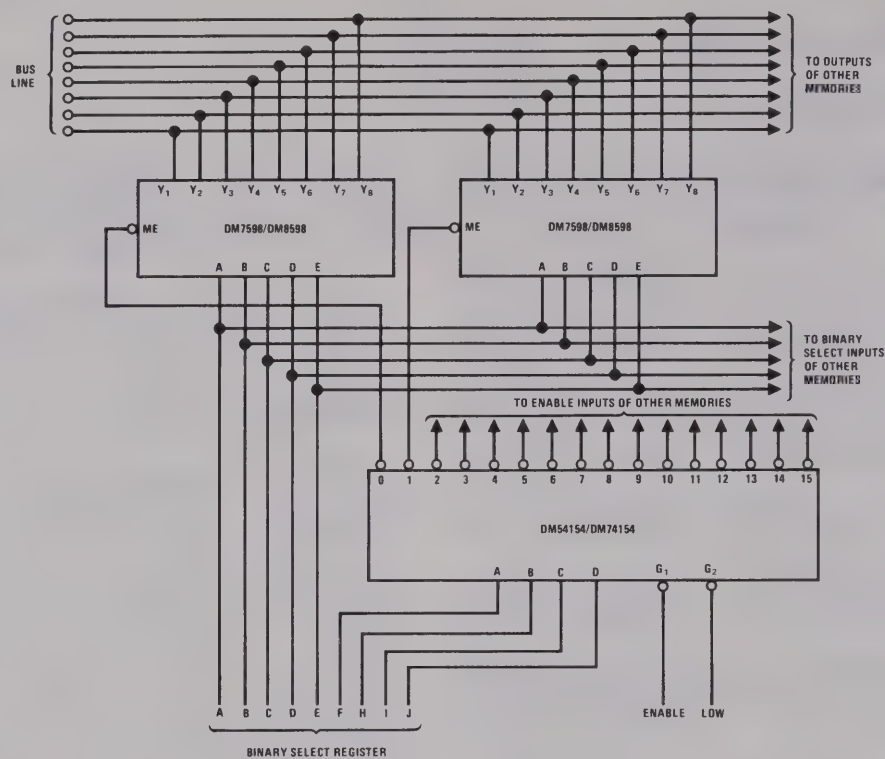 BUS
LINE
TO OUTPUTS
OF OTHER
MEMORIES
Y1 Y2 Y3 Y4 Y5 Y6 Y7 Y8
Y1 Y2 Y3 Y4 Y5 Y6 Y7 Y8
ME DM7598/DM8598
ME DM7598/DM8598
A B C D E
A B C D E
TO BINARY
SELECT INPUTS
OF OTHER
MEMORIES
TO ENABLE INPUTS OF OTHER MEMORIES
0 1 2 3 4 5 6 7 8 9 10 11 12 13 14 15
DM54154/DM74154
A B C D G1 G2
A B C D E F H I J ENABLE LOW
BINARY SELECT REGISTER